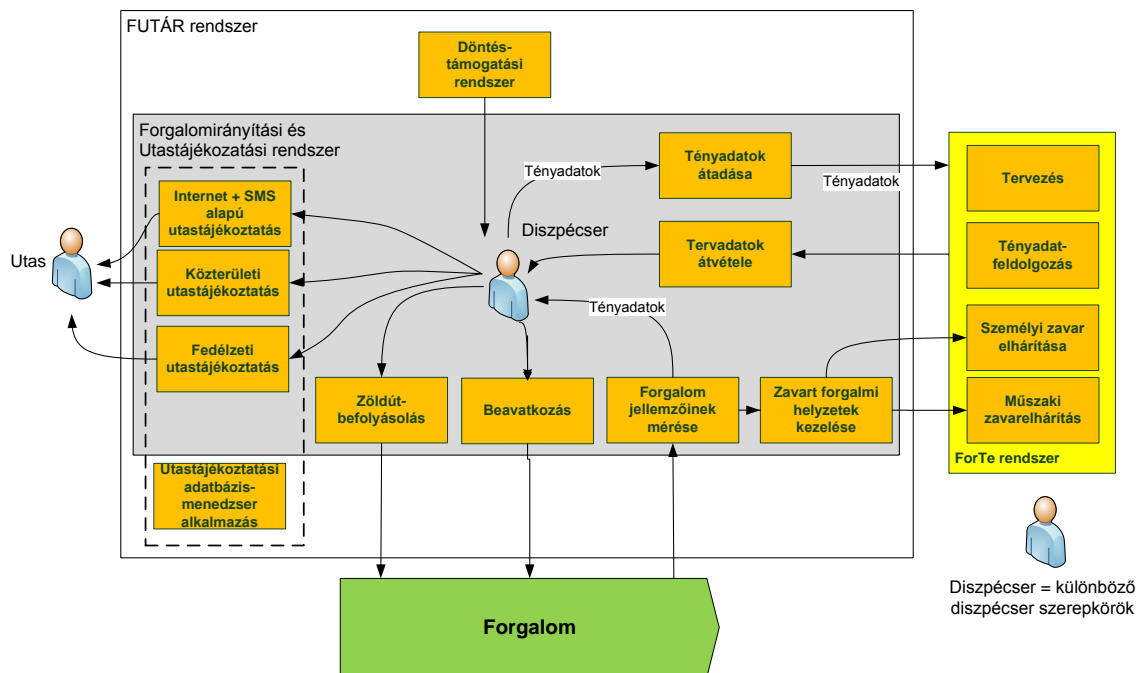 FUTÁR rendszer
Döntés-
támogatási
rendszer
Forgalomirányítási és
Utastájékozatási rendszer
Internet + SMS
alapú
utastájékoztatás
Közterületi
utastájékoztatás
Fedélzeti
utastájékoztatás
Utas
Tényadatok
Tényadatok
átadása
Tényadatok
Diszpécser
Tervadatok
átvétele
Tényadatok
Zöldút-
befolyásolás
Beavatkozás
Forgalom
jellemzőinek
mérése
Zavart forgalmi
helyzetek
kezelése
Utastájékoztatási
adatbázis-
menedzser
alkalmazás
Tervezés
Tényadat-
feldolgozás
Személyi zavar
elhárítása
Műszaki
zavarelhárítás
ForTe rendszer
Forgalom
Diszpécser = különböző
diszpécser szerepkörök